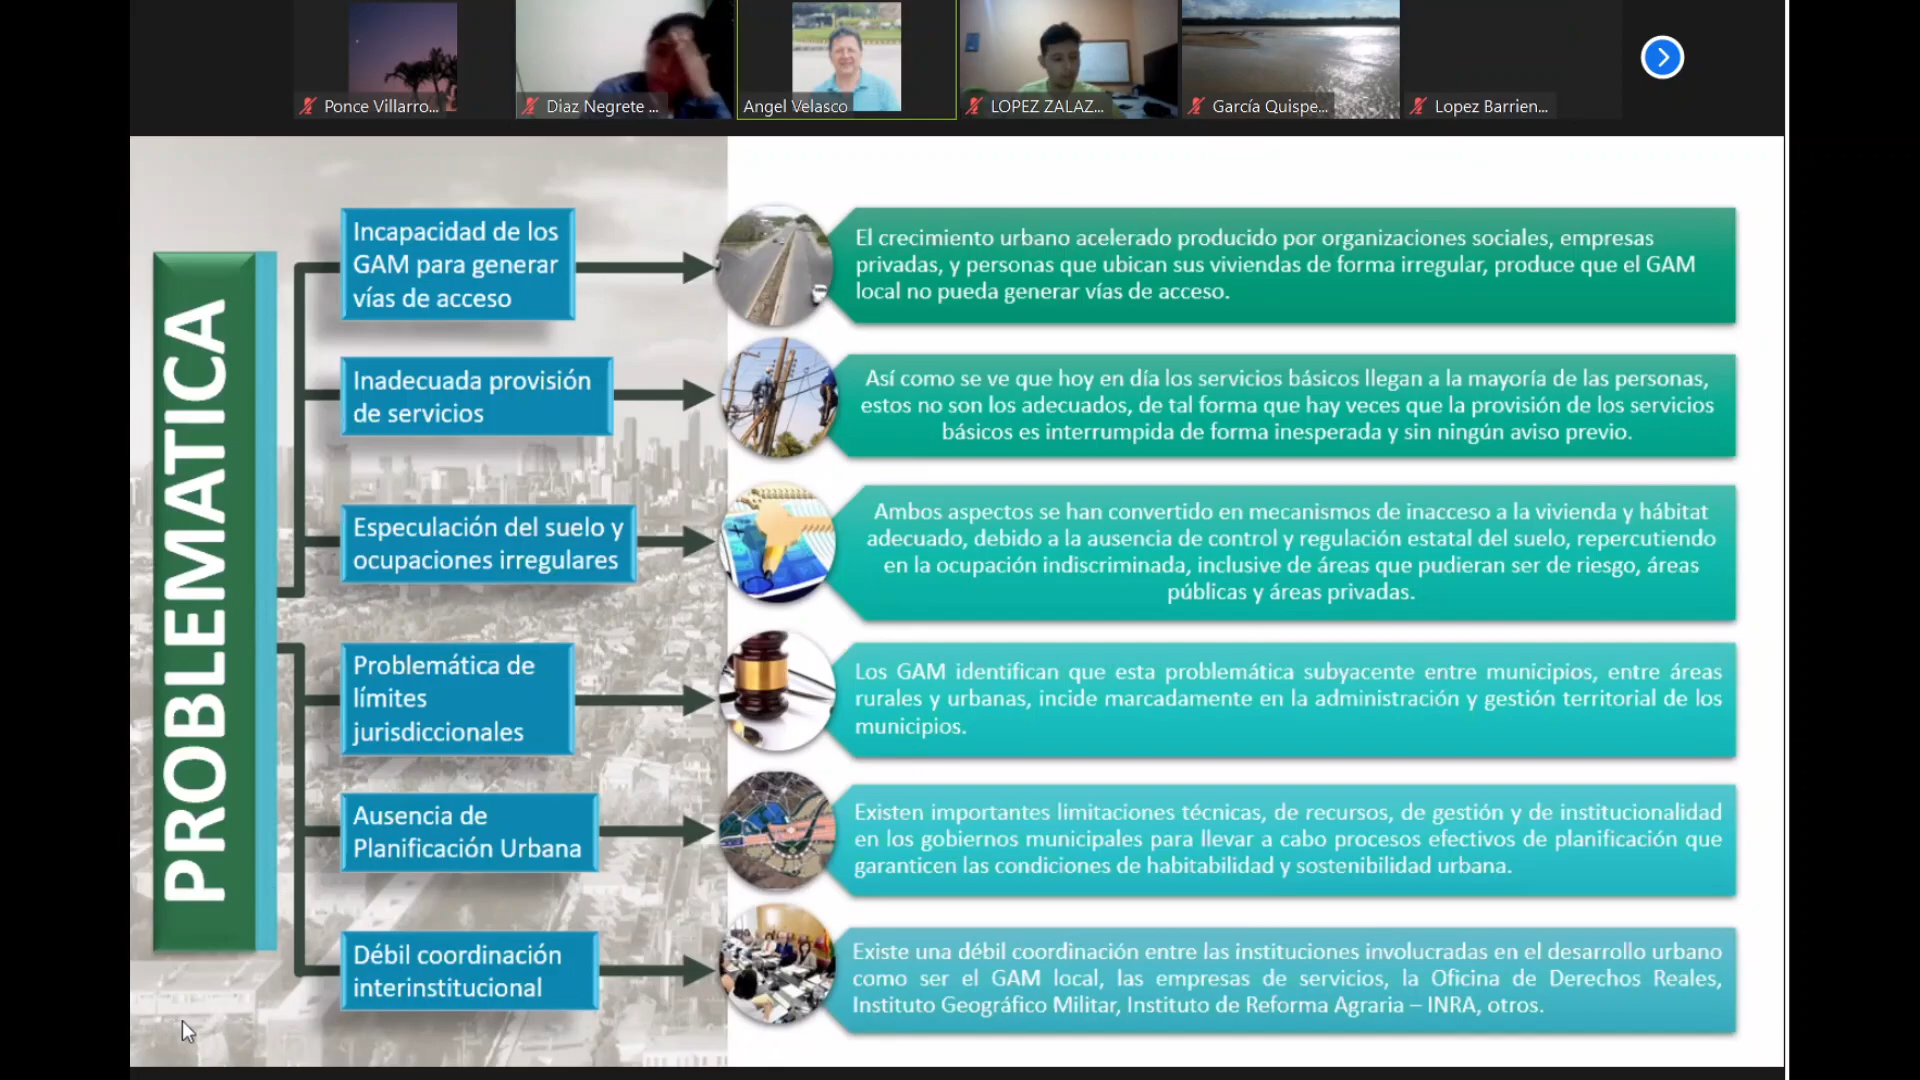 Ponce Villarro...
Diaz Negrete ...
Angel Velasco
LOPEZ ZALAZ...
García Quispe...
Lopez Barrien...
PROBLEMATICA
Incapacidad de los
GAM para generar
vías de acceso
El crecimiento urbano acelerado producido por organizaciones sociales, empresas
privadas, y personas que ubican sus viviendas de forma irregular, produce que el GAM
local no pueda generar vías de acceso.
Inadecuada provisión
de servicios
Así como se ve que hoy en día los servicios básicos llegan a la mayoría de las personas,
estos no son los adecuados, de tal forma que hay veces que la provisión de los servicios
básicos es interrumpida de forma inesperada y sin ningún aviso previo.
Especulación del suelo y
ocupaciones irregulares
Ambos aspectos se han convertido en mecanismos de inacceso a la vivienda y hábitat
adecuado, debido a la ausencia de control y regulación estatal del suelo, repercutiendo
en la ocupación indiscriminada, inclusive de áreas que pudieran ser de riesgo, áreas
públicas y áreas privadas.
Problemática de
límites
jurisdiccionales
Los GAM identifican que esta problemática subyacente entre municipios, entre áreas
rurales y urbanas, incide marcadamente en la administración y gestión territorial de los
municipios.
Ausencia de
Planificación Urbana
Existen importantes limitaciones técnicas, de recursos, de gestión y de institucionalidad
en los gobiernos municipales para llevar a cabo procesos efectivos de planificación que
garanticen las condiciones de habitabilidad y sostenibilidad urbana.
Débil coordinación
interinstitucional
Existe una débil coordinación entre las instituciones involucradas en el desarrollo urbano
como ser el GAM local, las empresas de servicios, la Oficina de Derechos Reales,
Instituto Geográfico Militar, Instituto de Reforma Agraria – INRA, otros.